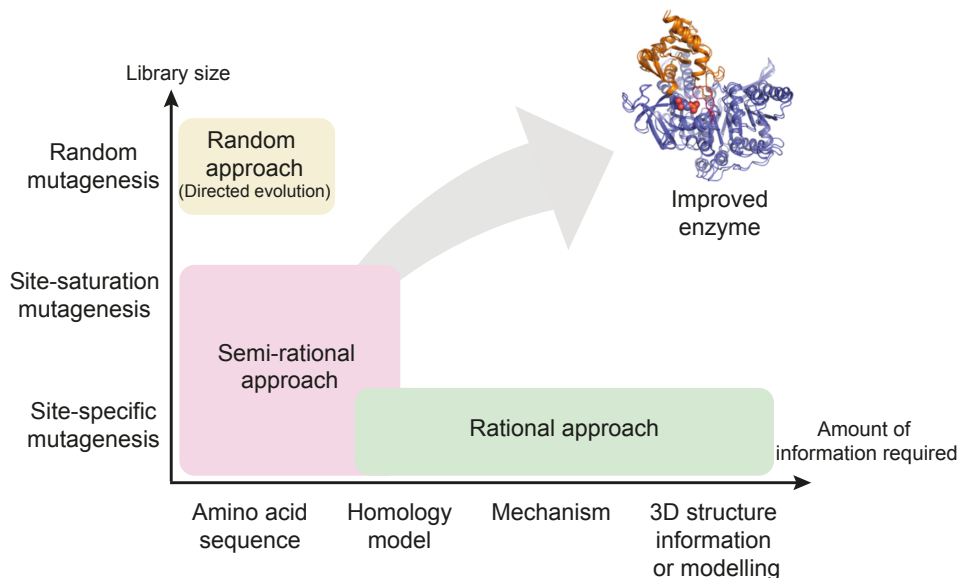 Library size
Random
mutagenesis
Random
approach
(Directed evolution)
Improved
enzyme
Site-saturation
mutagenesis
Semi-rational
approach
Site-specific
mutagenesis
Rational approach
Amount of
information required
Amino acid
sequence
Homology
model
Mechanism
3D structure
information
or modelling